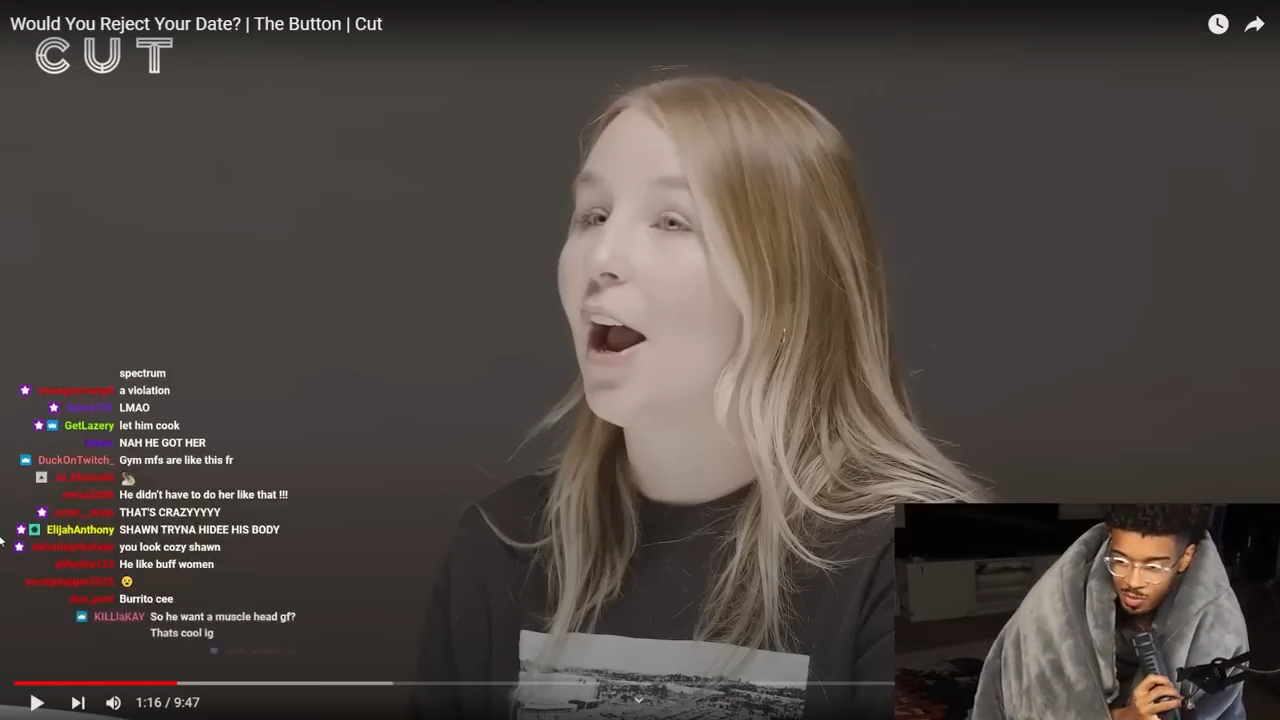 Would You Reject Your Date? | The Button | Cut
CUT
spectrum
a violation
LMAO
GetLazery let him cook
NAH HE GOT HER
DuckOnTwitch_ Gym mfs are like this fr
He didn't have to do her like that !!!
THAT'S CRAZYYYYY
ElijahAnthony SHAWN TRYNA HIDEE HIS BODY
you look cozy shawn
He like buff women
Burrito cee
KILLlaKAY So he want a muscle head gf?
Thats cool ig
1:16 / 9:47